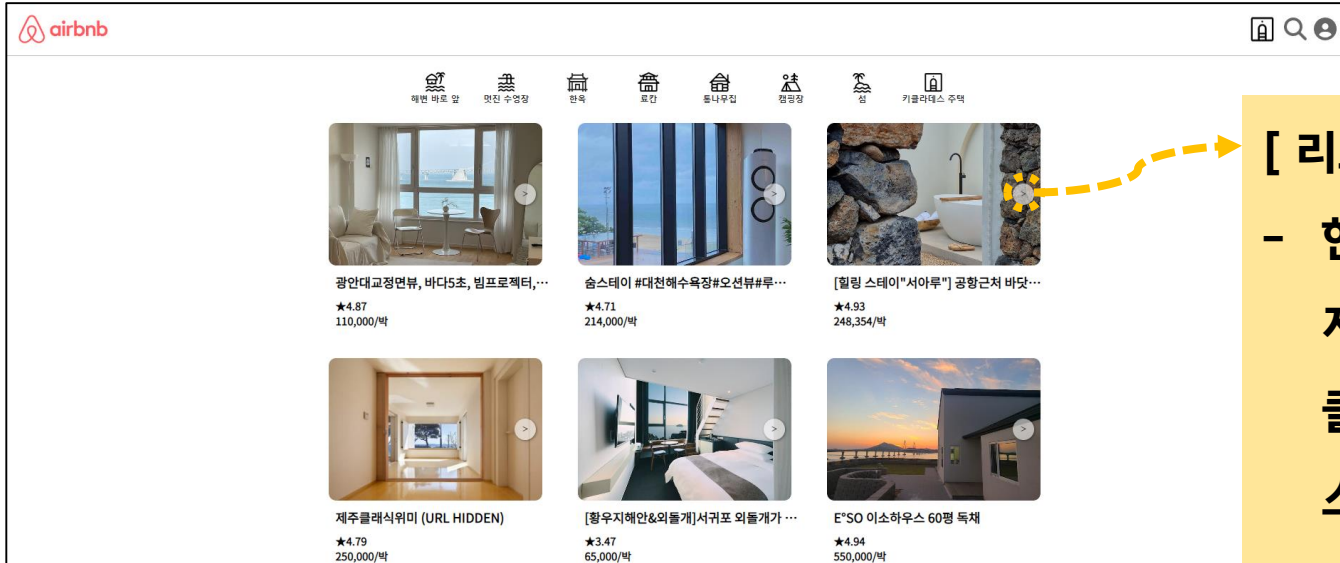 airbnb
해변 바로 앞
멋진 수영장
한옥
료칸
통나무집
캠핑장
섬
키클라데스 주택
>
>
>
광안대교정면뷰, 바다5초, 빔프로젝터,…
★4.87
110,000/박
숨스테이 #대천해수욕장#오션뷰#루…
★4.71
214,000/박
[힐링 스테이"서아루"] 공항근처 바닷…
★4.93
248,354/박
>
>
>
제주클래식위미 (URL HIDDEN)
★4.79
250,000/박
[황우지해안&외돌개]서귀포 외돌개가 …
★3.47
65,000/박
E°SO 이소하우스 60평 독채
★4.94
550,000/박
[ 리
-
클